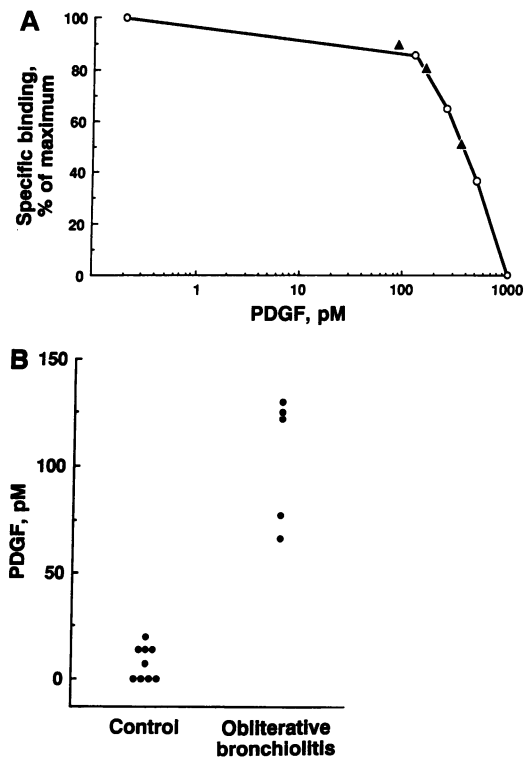 A
Specific binding,
% of maximum
100
80
60
40
20
0
1
10
100
1000
PDGF, pM
B
PDGF, pM
150
100
50
0
Control
Obliterative
bronchiolitis